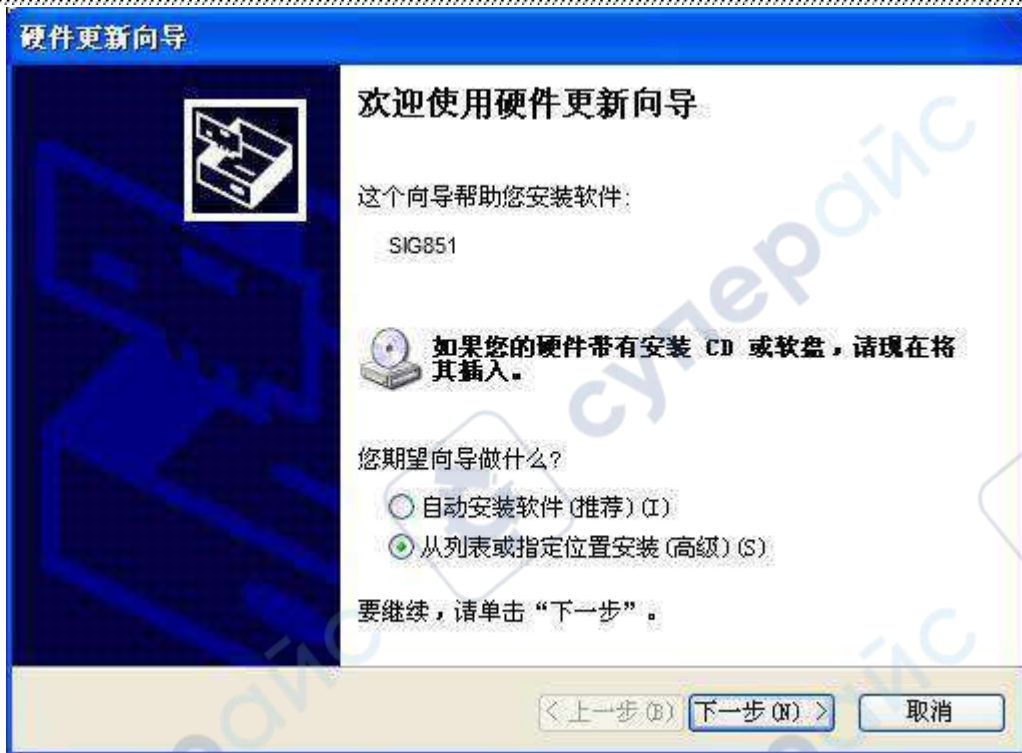 硬件更新向导
欢迎使用硬件更新向导
这个向导帮助您安装软件:
SIG851
如果您的硬件带有安装 CD 或软盘，请现在将
其插入。
您期望向导做什么?
自动安装软件(推荐)(I)
从列表或指定位置安装(高级)(S)
要继续，请单击“下一步”。
< 上一步(B) 下一步(N) > 取消
суперайс
айс
айс